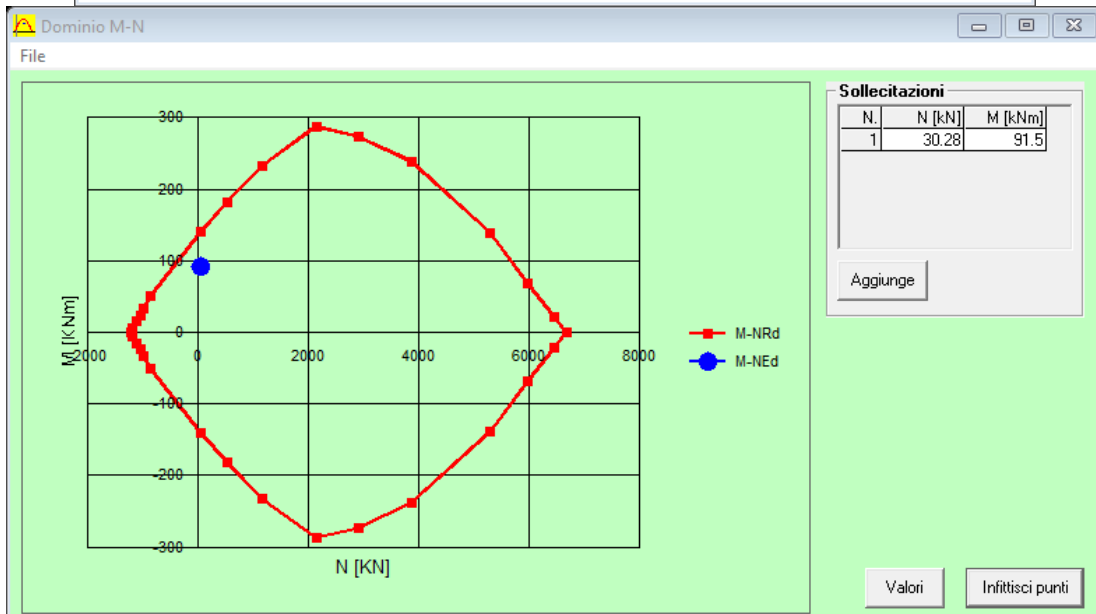 Dominio M-N
File
Sollecitazioni
N. N [kN] M [kNm]
1 30.28 91.5
Aggiunge
300
200
100
0
-100
-200
-300
M [KNm]
-2000 0 2000 4000 6000 8000
N [KN]
M-NRd
M-NEd
Valori
Infittisci punti